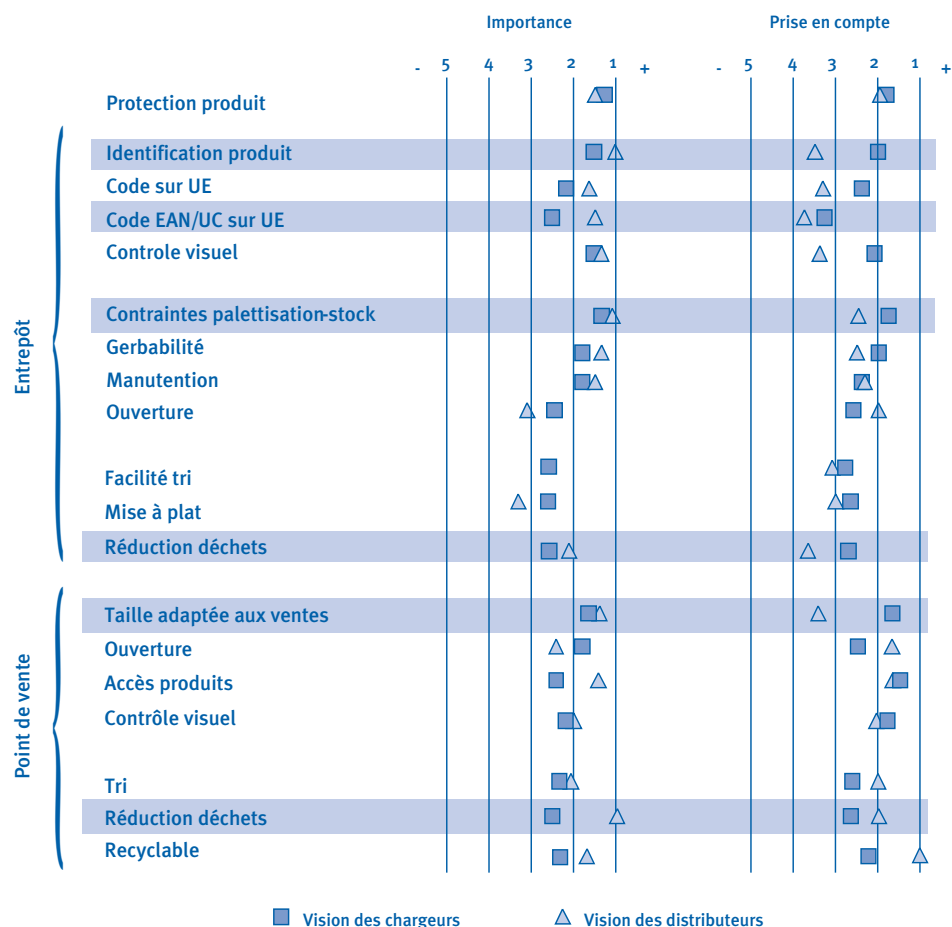 Importance Prise en compte
- 5 4 3 2 1 + - 5 4 3 2 1 +
Protection produit
Entrepôt
Identification produit
Code sur UE
Code EAN/UC sur UE
Controle visuel
Contraintes palettisation-stock
Gerbabilité
Manutention
Ouverture
Facilité tri
Mise à plat
Réduction déchets
Point de vente
Taille adaptée aux ventes
Ouverture
Accès produits
Contrôle visuel
Tri
Réduction déchets
Recyclable
Vision des chargeurs Vision des distributeurs